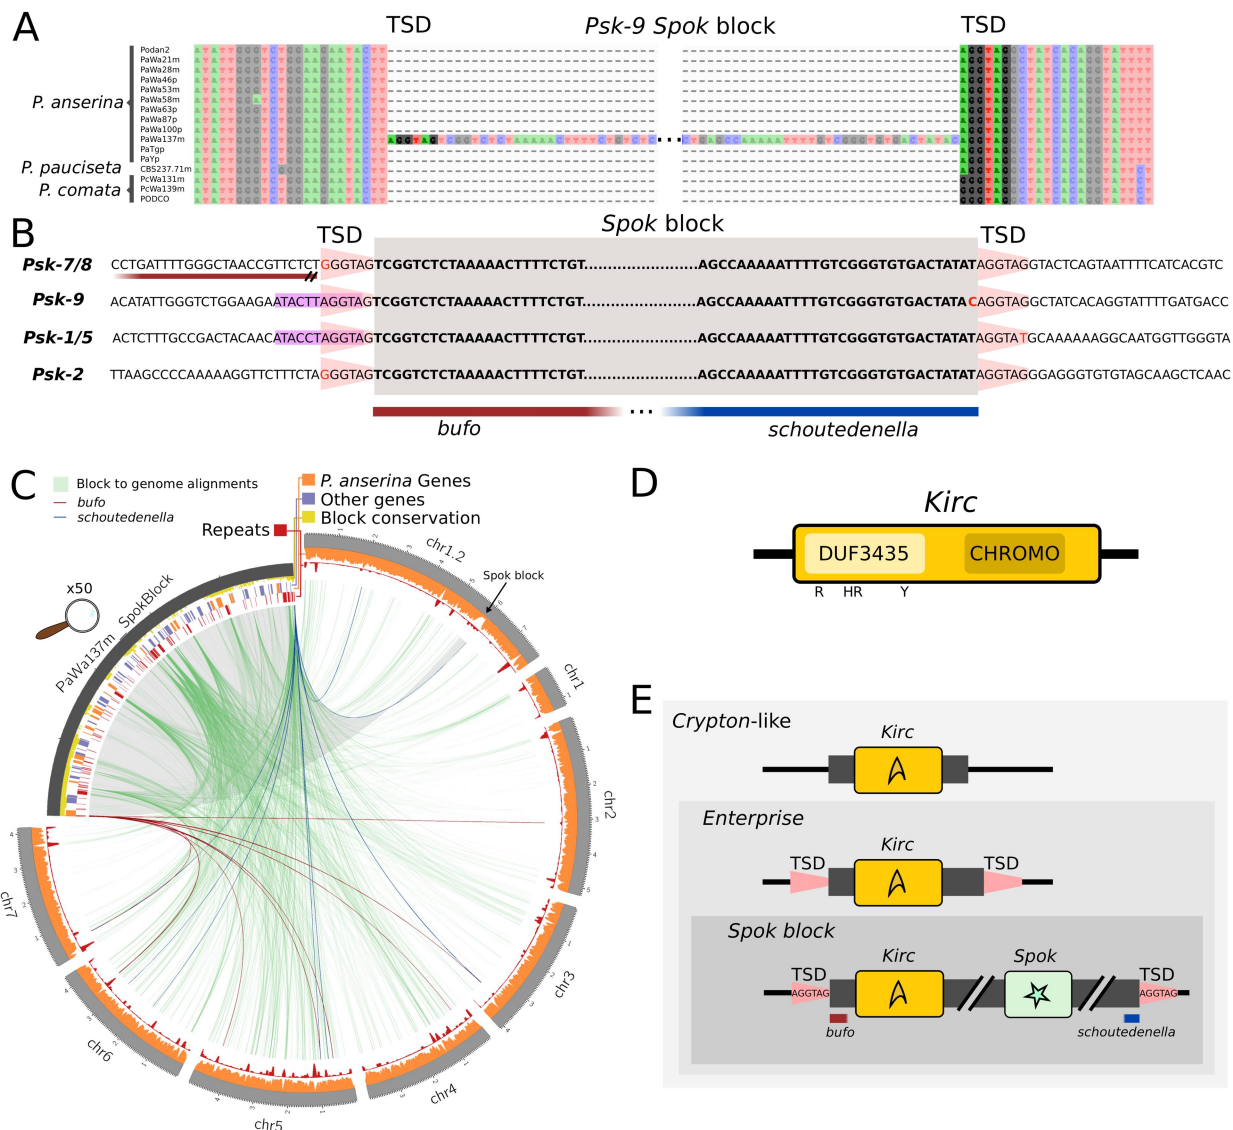 A
TSD
Psk-9 Spok block
TSD
Podan2
PaWa21m
PaWa28m
PaWa46p
PaWa53m
PaWa58m
PaWa63p
PaWa87p
PaWa100p
PaWa137m
PaTgp
PaYp
CBS237.71m
PcWa131m
PcWa139m
PODCO
P. anserina
P. pauciseta
P. comata
B
TSD
Spok block
TSD
Psk-7/8 CCTGATTTTGGGCTAACCGTTCTCTGGGTAGTCGGTCTCTAAAAACTTTTCTGT......................AGCCAAAAATTTTGTCGGGTGTGACTATATAGGTAGGTACTCAGTAATTTTCATCACGTC
Psk-9 ACATATTGGGTCTGGAAGAATACTTAGGTAGTCGGTCTCTAAAAACTTTTCTGT......................AGCCAAAAATTTTGTCGGGTGTGACTATACAGGTAGGCTATCACAGGTATTTTGATGACC
Psk-1/5 ACTCTTTGCCGACTACAACATACCTAGGTAGTCGGTCTCTAAAAACTTTTCTGT......................AGCCAAAAATTTTGTCGGGTGTGACTATATAGGTATGCAAAAAAGGCAATGGTTGGGTA
Psk-2 TTAAGCCCCAAAAAGGTTCTTTCTAGGGTAGTCGGTCTCTAAAAACTTTTCTGT......................AGCCAAAAATTTTGTCGGGTGTGACTATATAGGTAGGGAGGGTGTGTAGCAAGCTCAAC
...
bufo
schoutedenella
C
Block to genome alignments
bufo
schoutedenella
P. anserina Genes
Other genes
Block conservation
Repeats
x50
PaWa137m SpokBlock
Spok block
chr1.2
chr1
chr2
chr3
chr4
chr5
chr6
chr7
D
Kirc
DUF3435
CHROMO
R HR Y
E
Crypton-like
Kirc
Enterprise
Kirc
TSD
TSD
Spok block
Kirc
Spok
TSD
TSD
AGGTAG
AGGTAG
bufo
schoutedenella